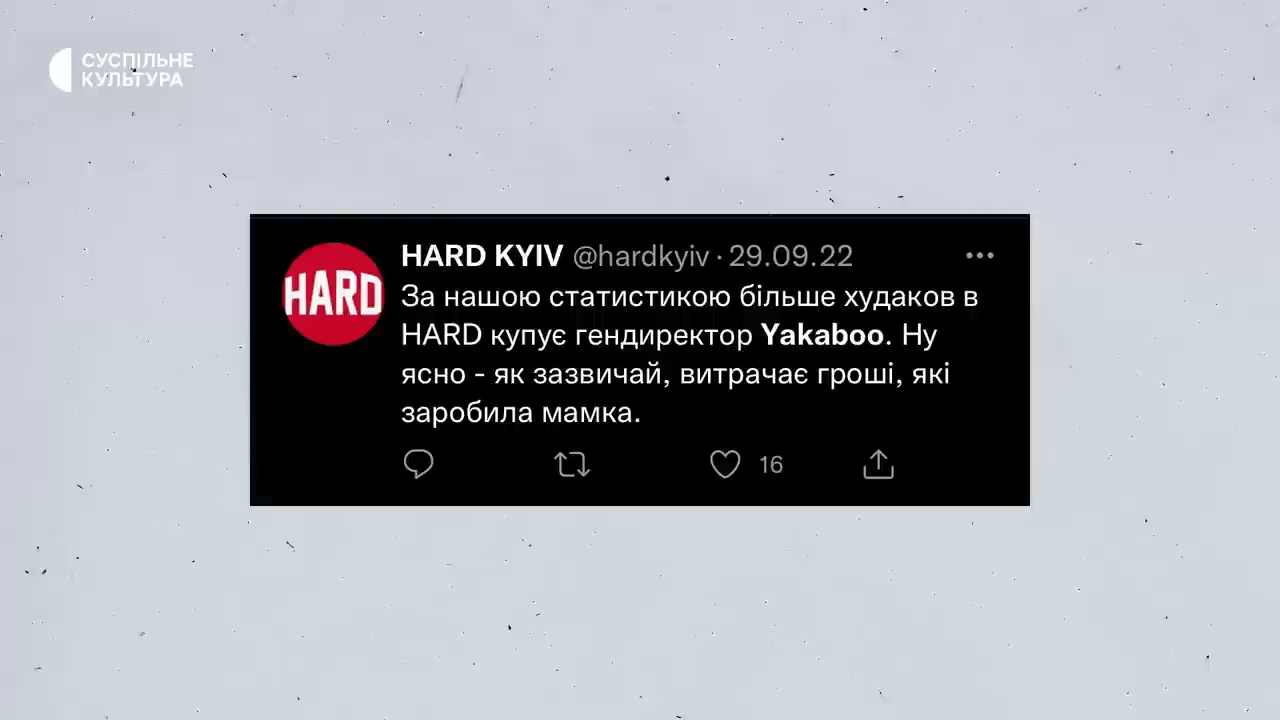 СУСПІЛЬНЕ
КУЛЬТУРА
HARD
HARD KYIV @hardkyiv · 29.09.22
За нашою статистикою більше худаков в
HARD купує гендиректор Yakaboo. Ну
ясно - як зазвичай, витрачає гроші, які
заробила мамка.
16